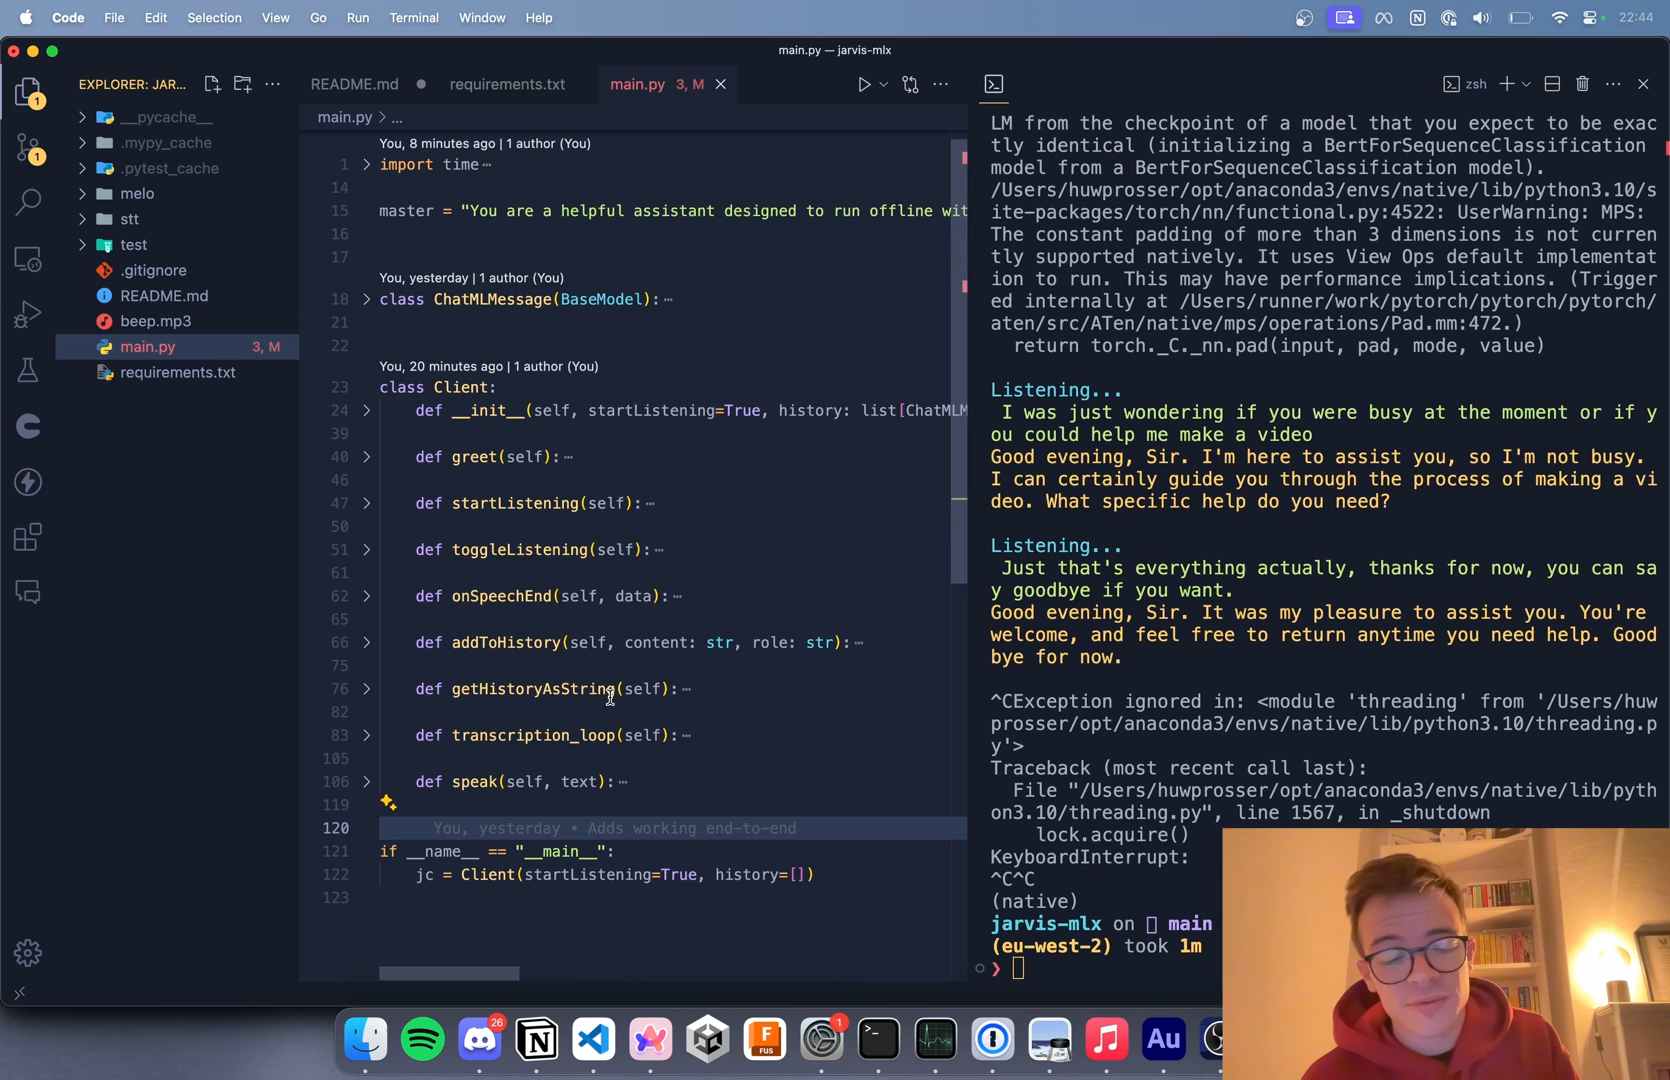 Code File Edit Selection View Go Run Terminal Window Help 22:44
main.py — jarvis-mlx
EXPLORER: JAR...
1
1
__pycache__
.mypy_cache
.pytest_cache
melo
stt
test
.gitignore
README.md
beep.mp3
main.py 3, M
requirements.txt
README.md requirements.txt main.py 3, M
main.py > ...
You, 8 minutes ago | 1 author (You)
1 import time
14
15 master = "You are a helpful assistant designed to run offline wit
16
17
You, yesterday | 1 author (You)
18 class ChatMLMessage(BaseModel):
21
22
You, 20 minutes ago | 1 author (You)
23 class Client:
24 def __init__(self, startListening=True, history: list[ChatMLM
39
40 def greet(self):
46
47 def startListening(self):
50
51 def toggleListening(self):
61
62 def onSpeechEnd(self, data):
65
66 def addToHistory(self, content: str, role: str):
75
76 def getHistoryAsString(self):
82
83 def transcription_loop(self):
105
106 def speak(self, text):
119
120 You, yesterday • Adds working end-to-end
121 if __name__ == "__main__":
122 jc = Client(startListening=True, history=[])
123
zsh
LM from the checkpoint of a model that you expect to be exac
tly identical (initializing a BertForSequenceClassification
model from a BertForSequenceClassification model).
/Users/huwprosser/opt/anaconda3/envs/native/lib/python3.10/s
ite-packages/torch/nn/functional.py:4522: UserWarning: MPS:
The constant padding of more than 3 dimensions is not curren
tly supported natively. It uses View Ops default implementat
ion to run. This may have performance implications. (Trigger
ed internally at /Users/runner/work/pytorch/pytorch/pytorch/
aten/src/ATen/native/mps/operations/Pad.mm:472.)
return torch._C._nn.pad(input, pad, mode, value)
Listening...
I was just wondering if you were busy at the moment or if y
ou could help me make a video
Good evening, Sir. I'm here to assist you, so I'm not busy.
I can certainly guide you through the process of making a vi
deo. What specific help do you need?
Listening...
Just that's everything actually, thanks for now, you can sa
y goodbye if you want.
Good evening, Sir. It was my pleasure to assist you. You're
welcome, and feel free to return anytime you need help. Good
bye for now.
^CException ignored in: <module 'threading' from '/Users/huw
prosser/opt/anaconda3/envs/native/lib/python3.10/threading.p
y'>
Traceback (most recent call last):
File "/Users/huwprosser/opt/anaconda3/envs/native/lib/pyth
on3.10/threading.py", line 1567, in _shutdown
lock.acquire()
KeyboardInterrupt:
^C^C
(native)
jarvis-mlx on main
(eu-west-2) took 1m
❯
26
F
FUS
1
Au